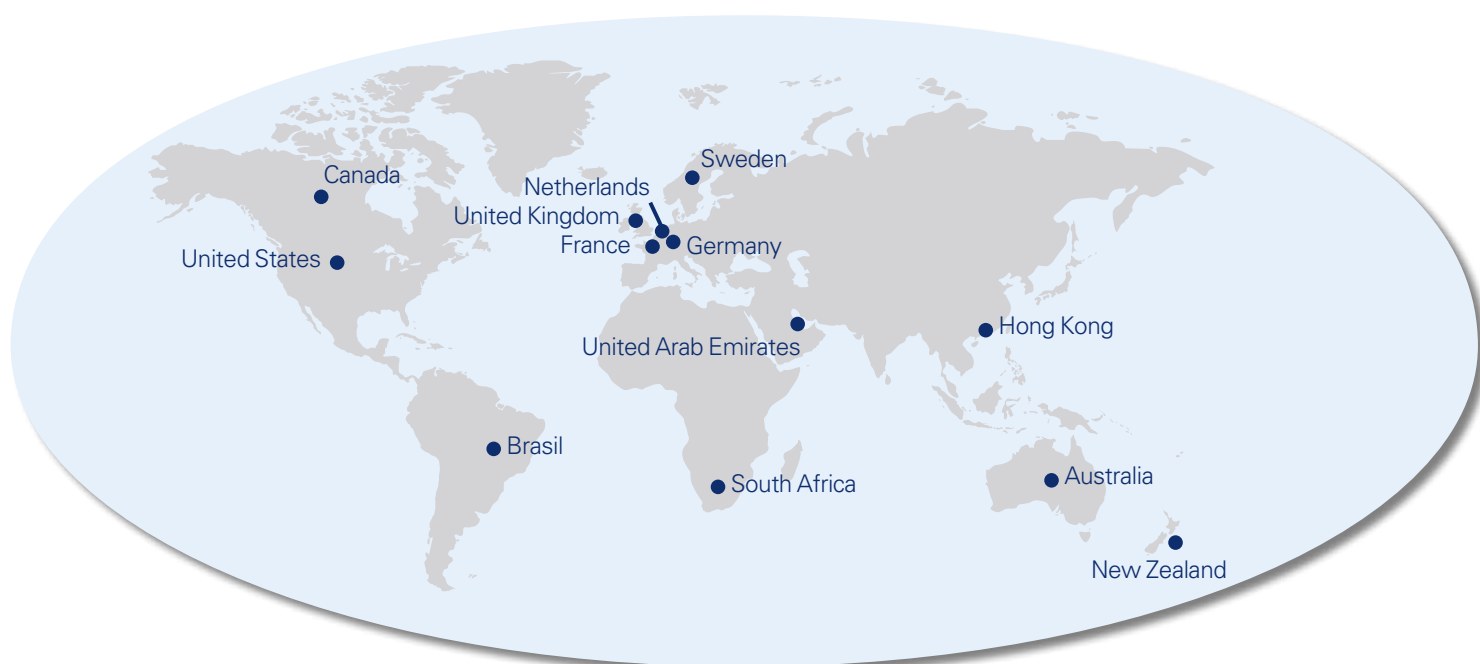 Sweden
Canada
Netherlands
United Kingdom
France
Germany
United States
Hong Kong
United Arab Emirates
Brasil
South Africa
Australia
New Zealand